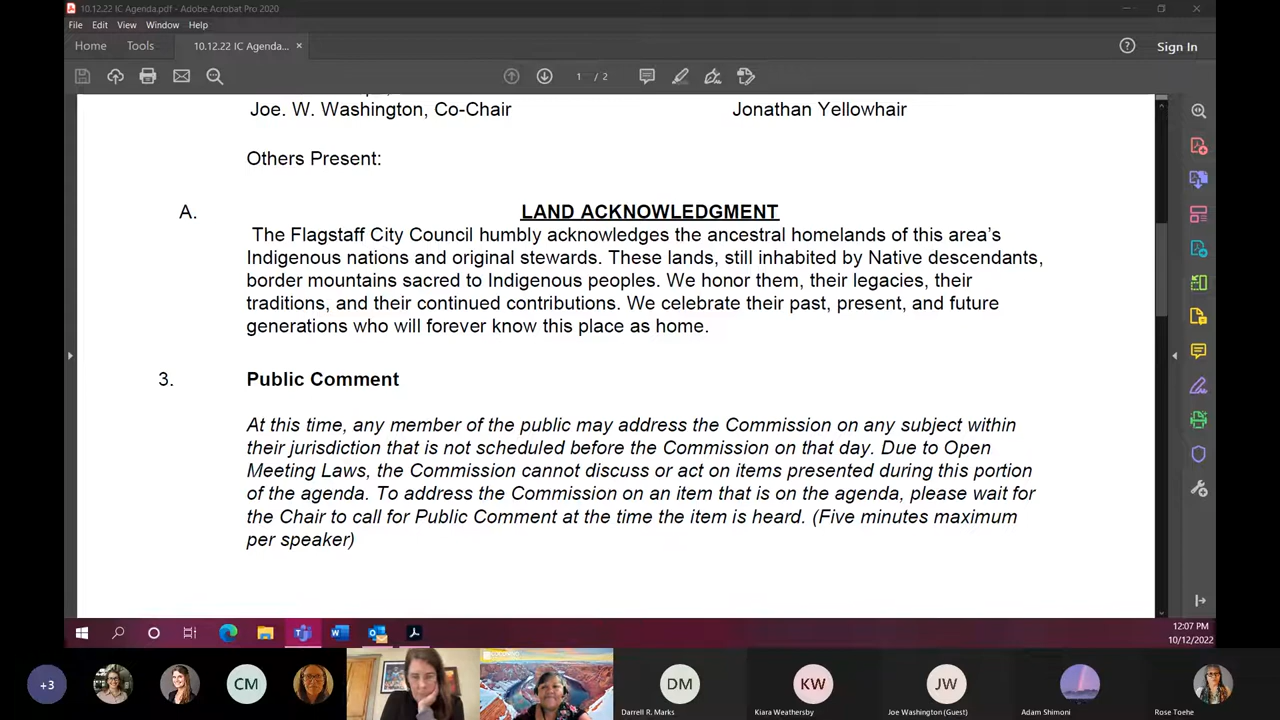 10.12.22 IC Agenda.pdf - Adobe Acrobat Pro 2020
File Edit View Window Help
Home Tools 10.12.22 IC Agenda... × Sign In
1 / 2
Joe. W. Washington, Co-Chair Jonathan Yellowhair
Others Present:
A. LAND ACKNOWLEDGMENT
The Flagstaff City Council humbly acknowledges the ancestral homelands of this area's
Indigenous nations and original stewards. These lands, still inhabited by Native descendants,
border mountains sacred to Indigenous peoples. We honor them, their legacies, their
traditions, and their continued contributions. We celebrate their past, present, and future
generations who will forever know this place as home.
3. Public Comment
At this time, any member of the public may address the Commission on any subject within
their jurisdiction that is not scheduled before the Commission on that day. Due to Open
Meeting Laws, the Commission cannot discuss or act on items presented during this portion
of the agenda. To address the Commission on an item that is on the agenda, please wait for
the Chair to call for Public Comment at the time the item is heard. (Five minutes maximum
per speaker)
12:07 PM
10/12/2022
+3 CM DM KW JW
Darrell R. Marks Kiara Weathersby Joe Washington (Guest) Adam Shimoni Rose Toehe